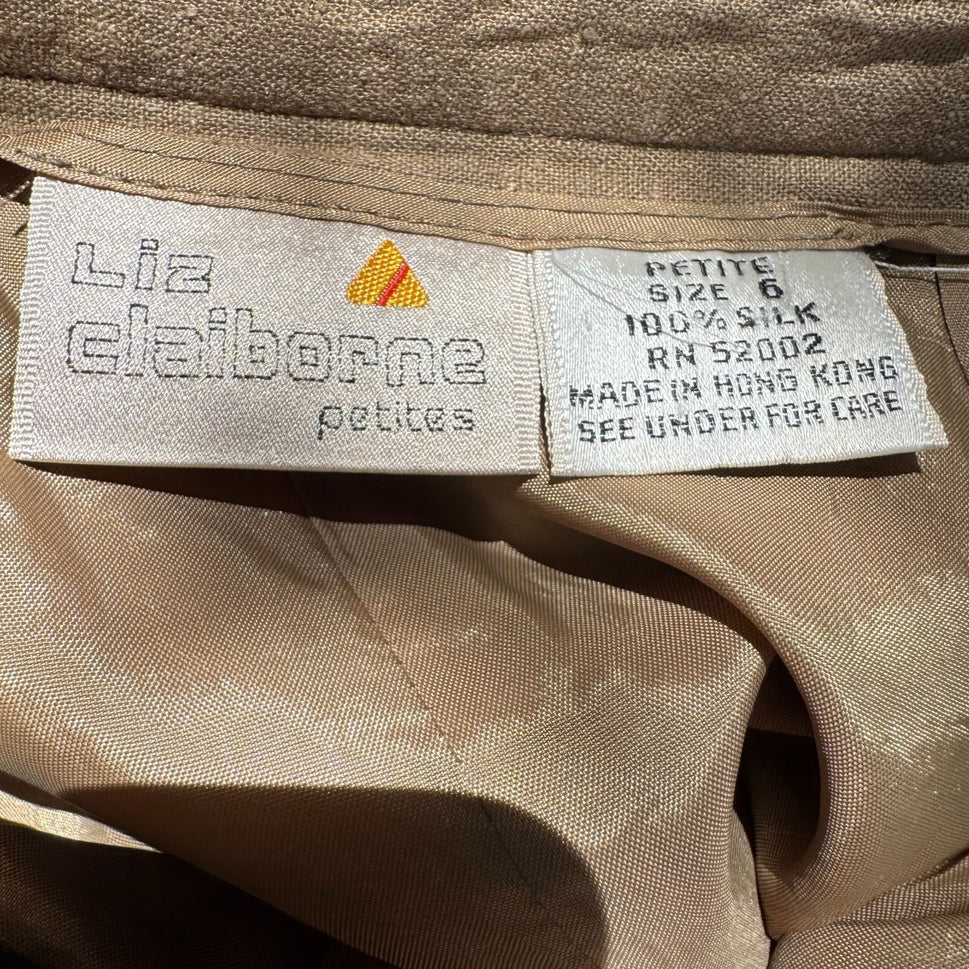 Liz
claiborne
petites
PETITE
SIZE 6
100% SILK
RN 52002
MADE IN HONG KONG
SEE UNDER FOR CARE